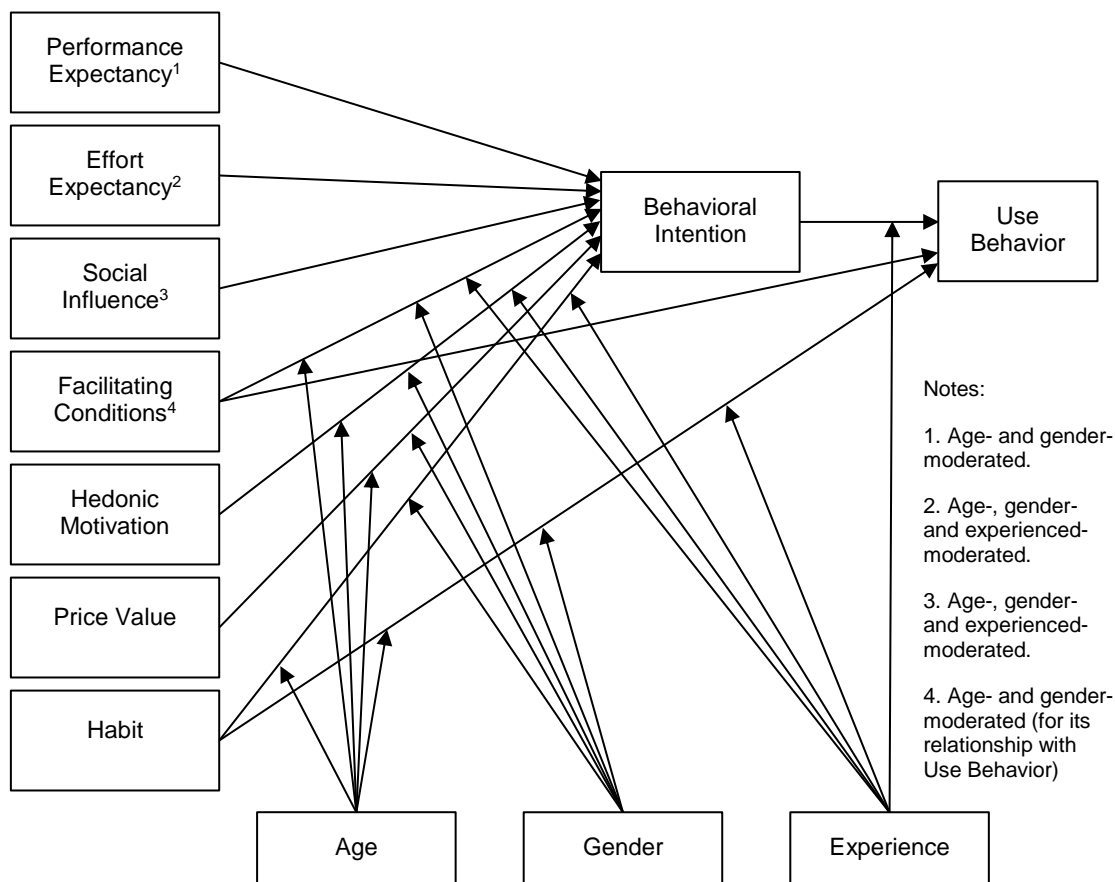 Performance
Expectancy¹
Effort
Expectancy²
Social
Influence³
Facilitating
Conditions⁴
Hedonic
Motivation
Price Value
Habit
Behavioral
Intention
Use
Behavior
Notes:
1. Age- and gender-
moderated.
2. Age-, gender-
and experienced-
moderated.
3. Age-, gender-
and experienced-
moderated.
4. Age- and gender-
moderated (for its
relationship with
Use Behavior)
Age
Gender
Experience